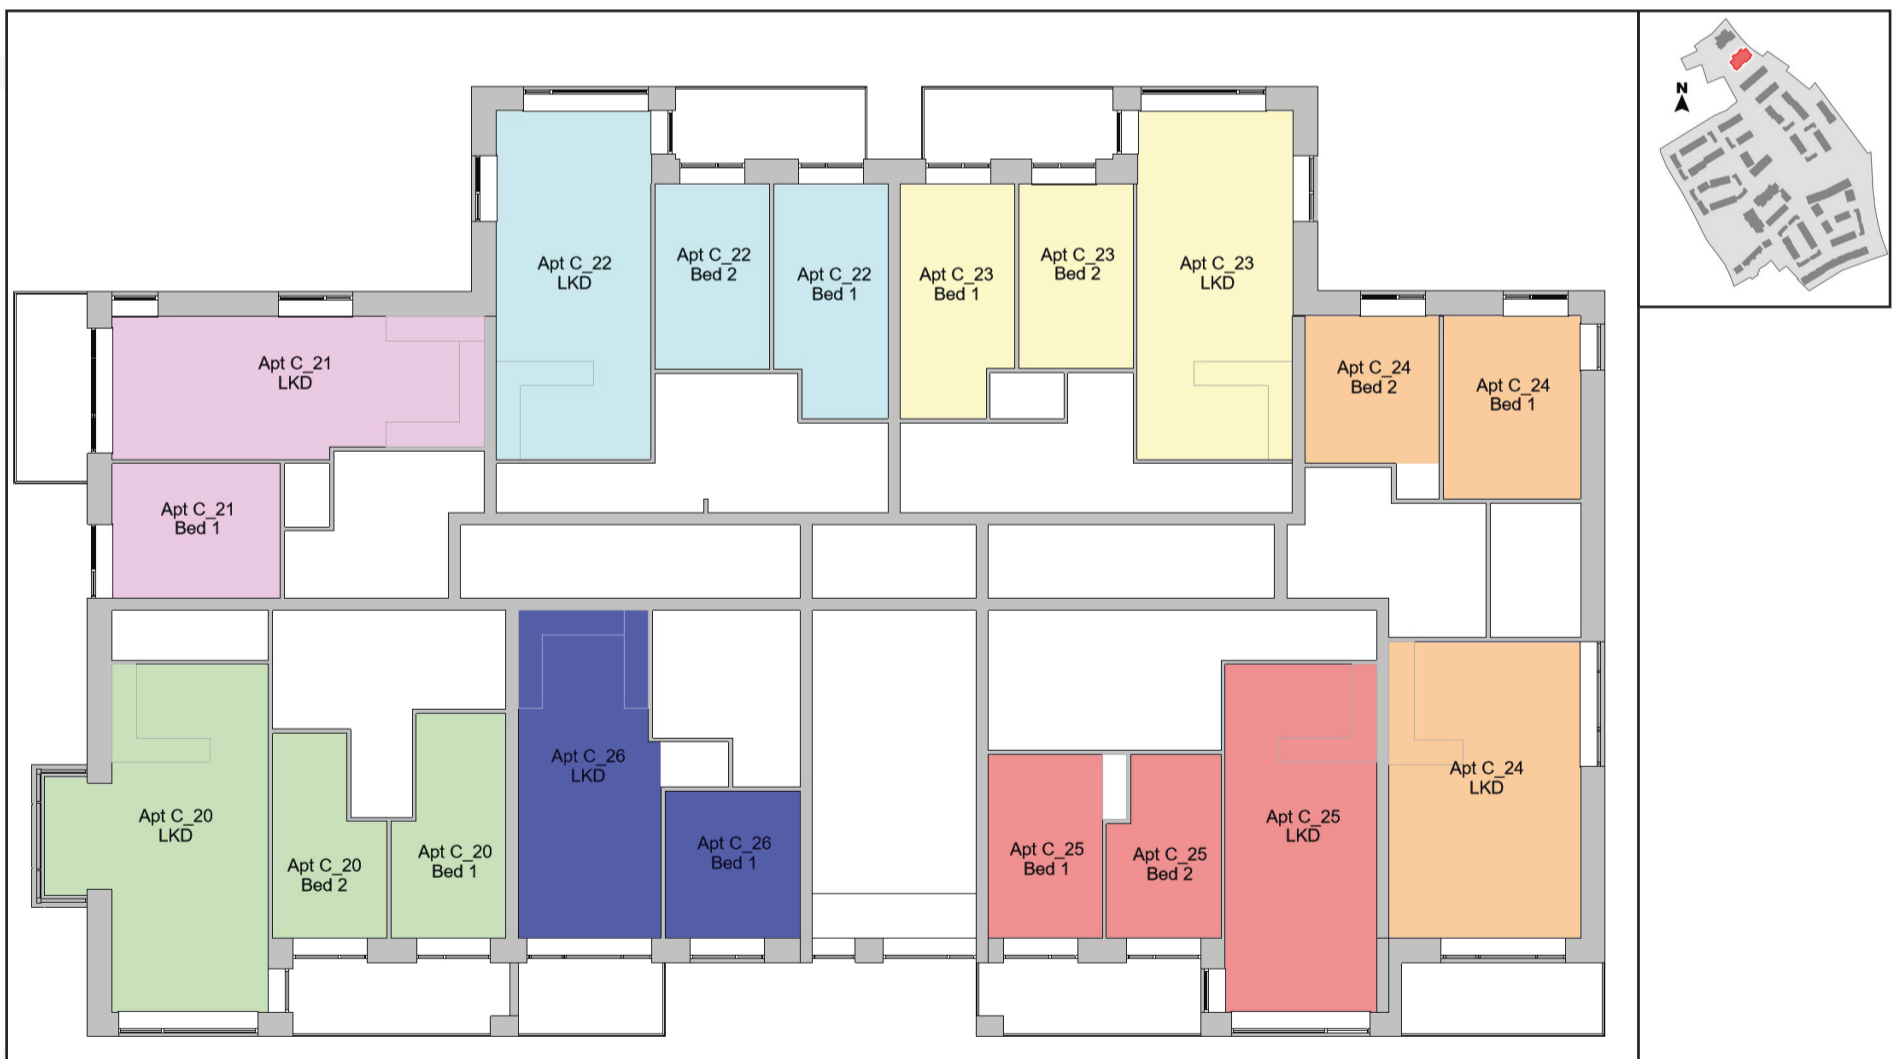 N
Apt C_22
LKD
Apt C_22
Bed 2
Apt C_22
Bed 1
Apt C_23
Bed 1
Apt C_23
Bed 2
Apt C_23
LKD
Apt C_21
LKD
Apt C_24
Bed 2
Apt C_24
Bed 1
Apt C_21
Bed 1
Apt C_20
LKD
Apt C_20
Bed 2
Apt C_20
Bed 1
Apt C_26
LKD
Apt C_26
Bed 1
Apt C_25
Bed 1
Apt C_25
Bed 2
Apt C_25
LKD
Apt C_24
LKD